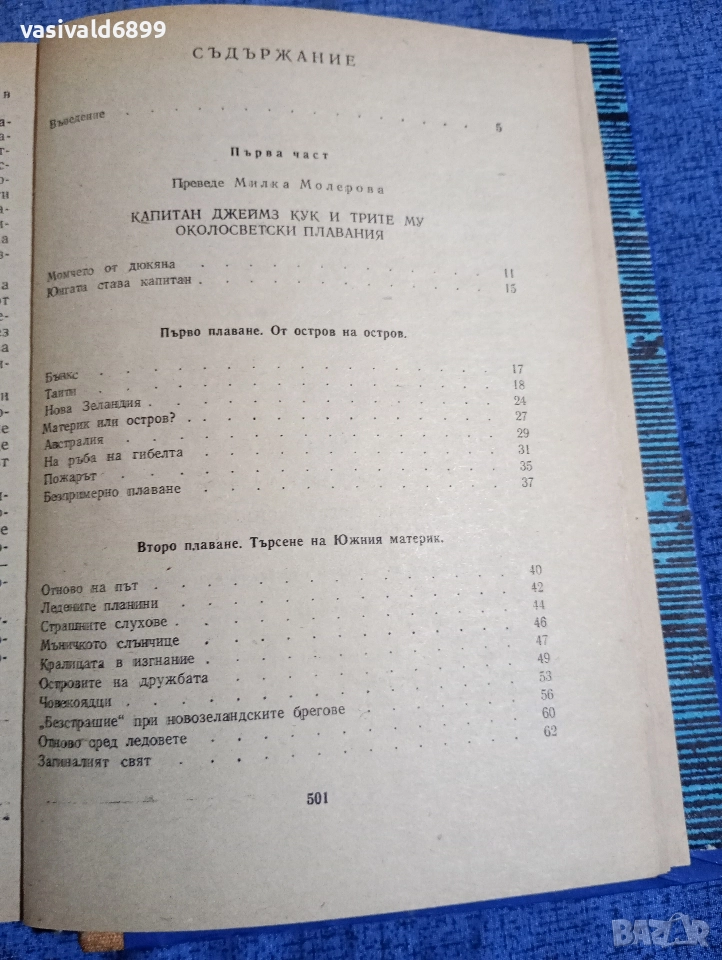 vasivald6899
СЪДЪРЖАНИЕ
Въведение . . . . . . . . . . . . . . 5
Първа част
Преведе Милка Молерова
КАПИТАН ДЖЕЙМЗ КУК И ТРИТЕ МУ
ОКОЛОСВЕТСКИ ПЛАВАНИЯ
Момчето от дюкяна . . . . . . . . . . 11
Юнгата става капитан . . . . . . . . . . 15
Първо плаване. От остров на остров.
Бънкс . . . . . . . . . . . . 17
Таити . . . . . . . . . . . . 18
Нова Зеландия . . . . . . . . . . 24
Материк или остров? . . . . . . . . . 27
Австралия . . . . . . . . . . . 29
На ръба на гибелта . . . . . . . . . 31
Пожарът . . . . . . . . . . . 35
Безпримерно плаване . . . . . . . . . 37
Второ плаване. Търсене на Южния материк.
Отново на път . . . . . . . . . . 40
Ледените планини . . . . . . . . . . 42
Страшните слухове . . . . . . . . . 44
Мъничкото слънчице . . . . . . . . . 46
Кралицата в изгнание . . . . . . . . . 47
Островите на дружбата . . . . . . . . 49
Човекоядци . . . . . . . . . . . 53
„Безстрашие“ при новозеландските брегове . . . . 56
Отново сред ледовете . . . . . . . . . 60
Загиналият свят . . . . . . . . . . 62
501
BAZAR